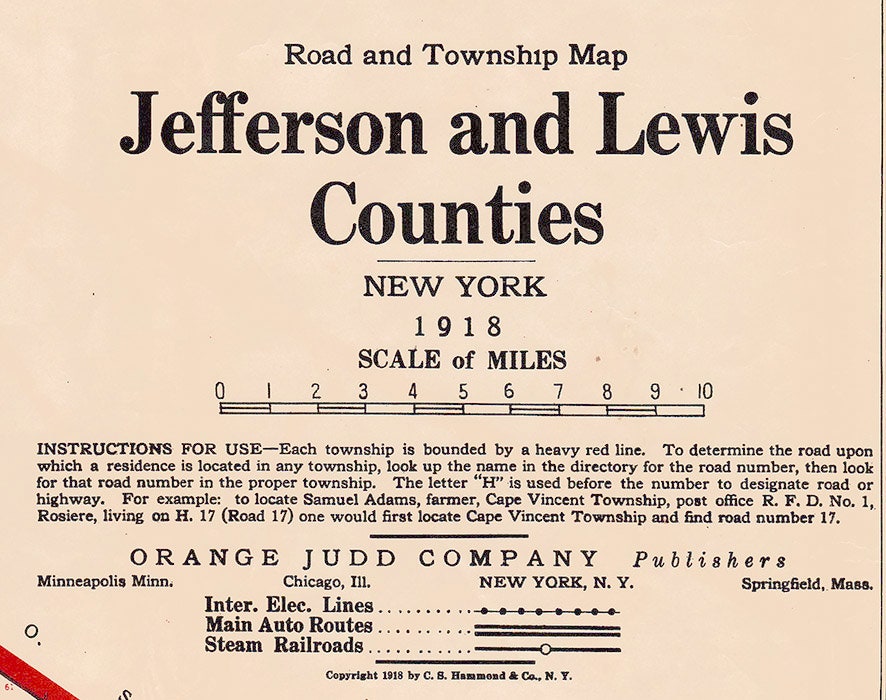 Road and Township Map
Jefferson and Lewis
Counties
NEW YORK
1918
SCALE of MILES
0 1 2 3 4 5 6 7 8 9 10
INSTRUCTIONS FOR USE—Each township is bounded by a heavy red line. To determine the road upon
which a residence is located in any township, look up the name in the directory for the road number, then look
for that road number in the proper township. The letter "H" is used before the number to designate road or
highway. For example: to locate Samuel Adams, farmer, Cape Vincent Township, post office R. F. D. No. 1,
Rosiere, living on H. 17 (Road 17) one would first locate Cape Vincent Township and find road number 17.
ORANGE JUDD COMPANY Publishers
Minneapolis Minn. Chicago, Ill. NEW YORK, N. Y. Springfield, Mass.
Inter. Elec. Lines
Main Auto Routes
Steam Railroads
Copyright 1918 by C. S. Hammond & Co., N. Y.
O.
S